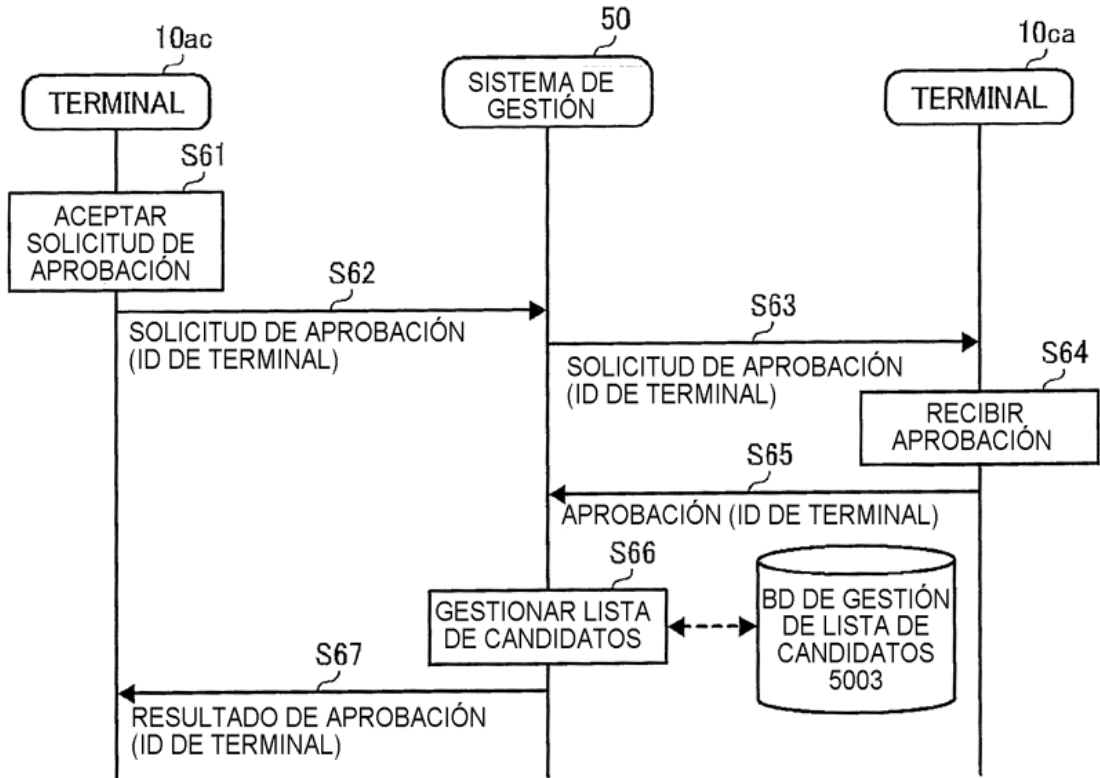 10ac
50
10ca
TERMINAL
SISTEMA DE
GESTIÓN
TERMINAL
S61
ACEPTAR
SOLICITUD DE
APROBACIÓN
S62
SOLICITUD DE APROBACIÓN
(ID DE TERMINAL)
S63
SOLICITUD DE APROBACIÓN
(ID DE TERMINAL)
S64
RECIBIR
APROBACIÓN
S65
APROBACIÓN (ID DE TERMINAL)
S66
GESTIONAR LISTA
DE CANDIDATOS
BD DE GESTIÓN
DE LISTA DE
CANDIDATOS
5003
S67
RESULTADO DE APROBACIÓN
(ID DE TERMINAL)